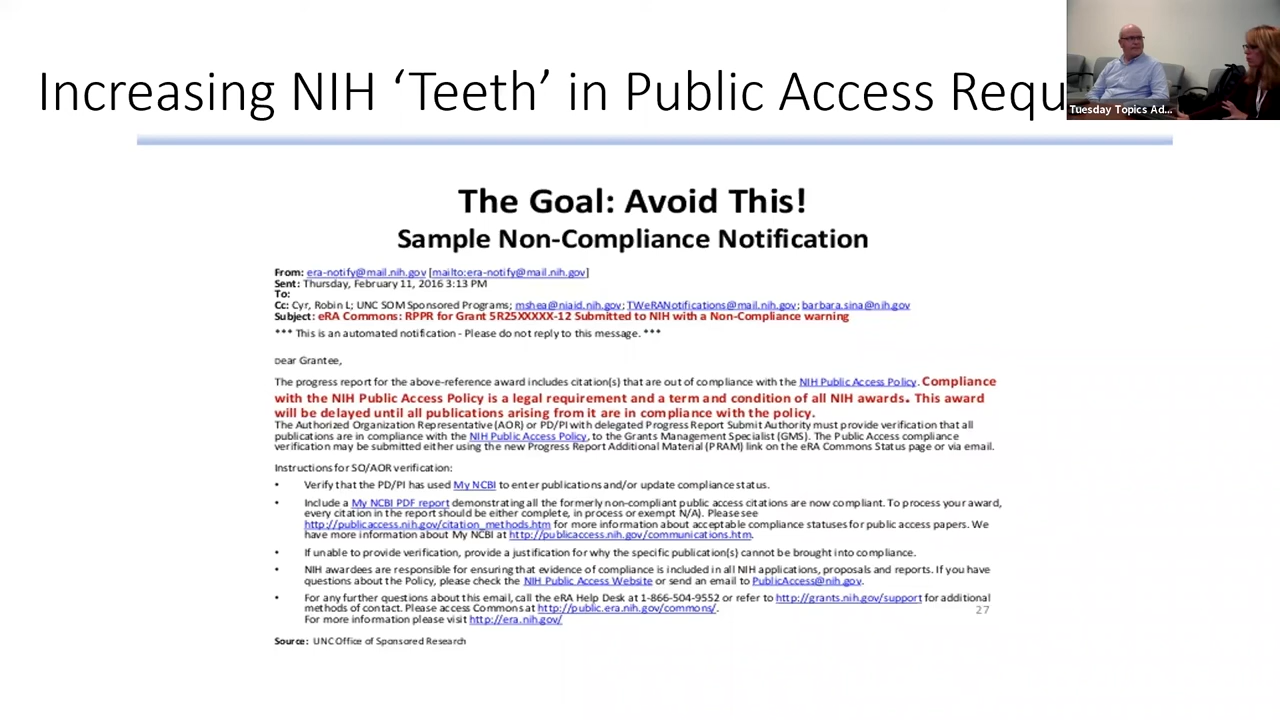 Increasing NIH ‘Teeth’ in Public Access Requ
Tuesday Topics Ad...
The Goal: Avoid This!
Sample Non-Compliance Notification
From: era-notify@mail.nih.gov [mailto:era-notify@mail.nih.gov]
Sent: Thursday, February 11, 2016 3:13 PM
To:
Cc: Cyr, Robin L; UNC SOM Sponsored Programs; mshea@niaid.nih.gov; TWeRANotifications@mail.nih.gov; barbara.sina@nih.gov
Subject: eRA Commons: RPPR for Grant 5R25XXXXX-12 Submitted to NIH with a Non-Compliance warning
*** This is an automated notification - Please do not reply to this message. ***
Dear Grantee,
The progress report for the above-reference award includes citation(s) that are out of compliance with the NIH Public Access Policy. Compliance
with the NIH Public Access Policy is a legal requirement and a term and condition of all NIH awards. This award
will be delayed until all publications arising from it are in compliance with the policy.
The Authorized Organization Representative (AOR) or PD/PI with delegated Progress Report Submit Authority must provide verification that all
publications are in compliance with the NIH Public Access Policy, to the Grants Management Specialist (GMS). The Public Access compliance
verification may be submitted either using the new Progress Report Additional Material (PRAM) link on the eRA Commons Status page or via email.
Instructions for SO/AOR verification:
• Verify that the PD/PI has used My NCBI to enter publications and/or update compliance status.
• Include a My NCBI PDF report demonstrating all the formerly non-compliant public access citations are now compliant. To process your award,
every citation in the report should be either complete, in process or exempt N/A). Please see
http://publicaccess.nih.gov/citation_methods.htm for more information about acceptable compliance statuses for public access papers. We
have more information about My NCBI at http://publicaccess.nih.gov/communications.htm.
• If unable to provide verification, provide a justification for why the specific publication(s) cannot be brought into compliance.
• NIH awardees are responsible for ensuring that evidence of compliance is included in all NIH applications, proposals and reports. If you have
questions about the Policy, please check the NIH Public Access Website or send an email to PublicAccess@nih.gov.
• For any further questions about this email, call the eRA Help Desk at 1-866-504-9552 or refer to http://grants.nih.gov/support for additional
methods of contact. Please access Commons at http://public.era.nih.gov/commons/.
For more information please visit http://era.nih.gov/
27
Source: UNC Office of Sponsored Research